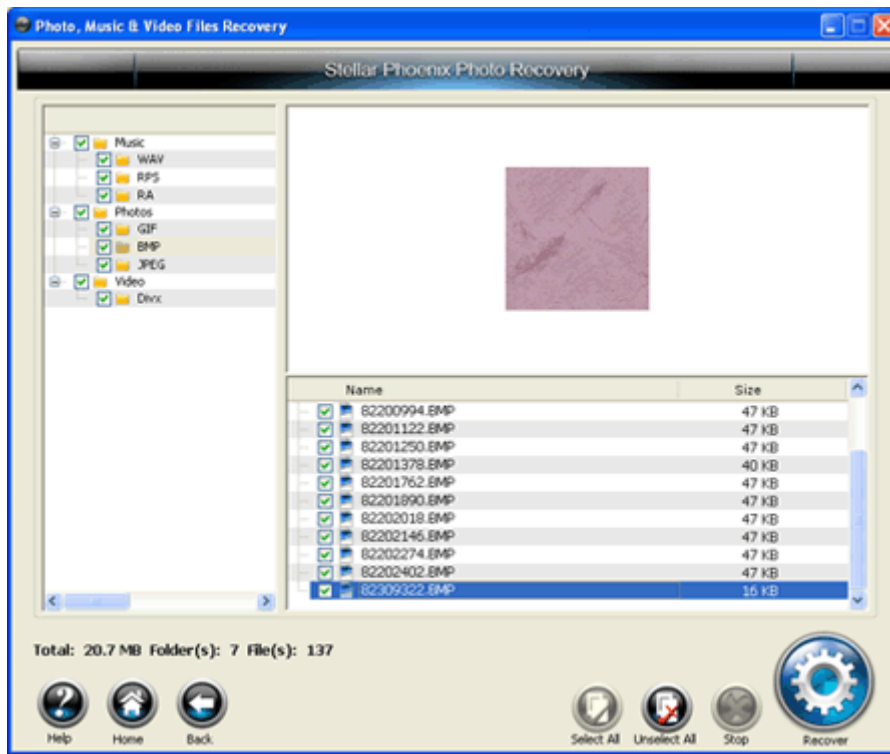 Photo, Music & Video Files Recovery
Stellar Phoenix Photo Recovery
Music
WAV
RPS
RA
Photos
GIF
BMP
JPEG
Video
Divx
Name Size
82200994.BMP 47 KB
82201122.BMP 47 KB
82201250.BMP 47 KB
82201378.BMP 40 KB
82201762.BMP 47 KB
82201890.BMP 47 KB
82202018.BMP 47 KB
82202146.BMP 47 KB
82202274.BMP 47 KB
82202402.BMP 47 KB
82309322.BMP 16 KB
Total: 20.7 MB Folder(s): 7 File(s): 137
Help Home Back Select All Unselect All Stop Recover